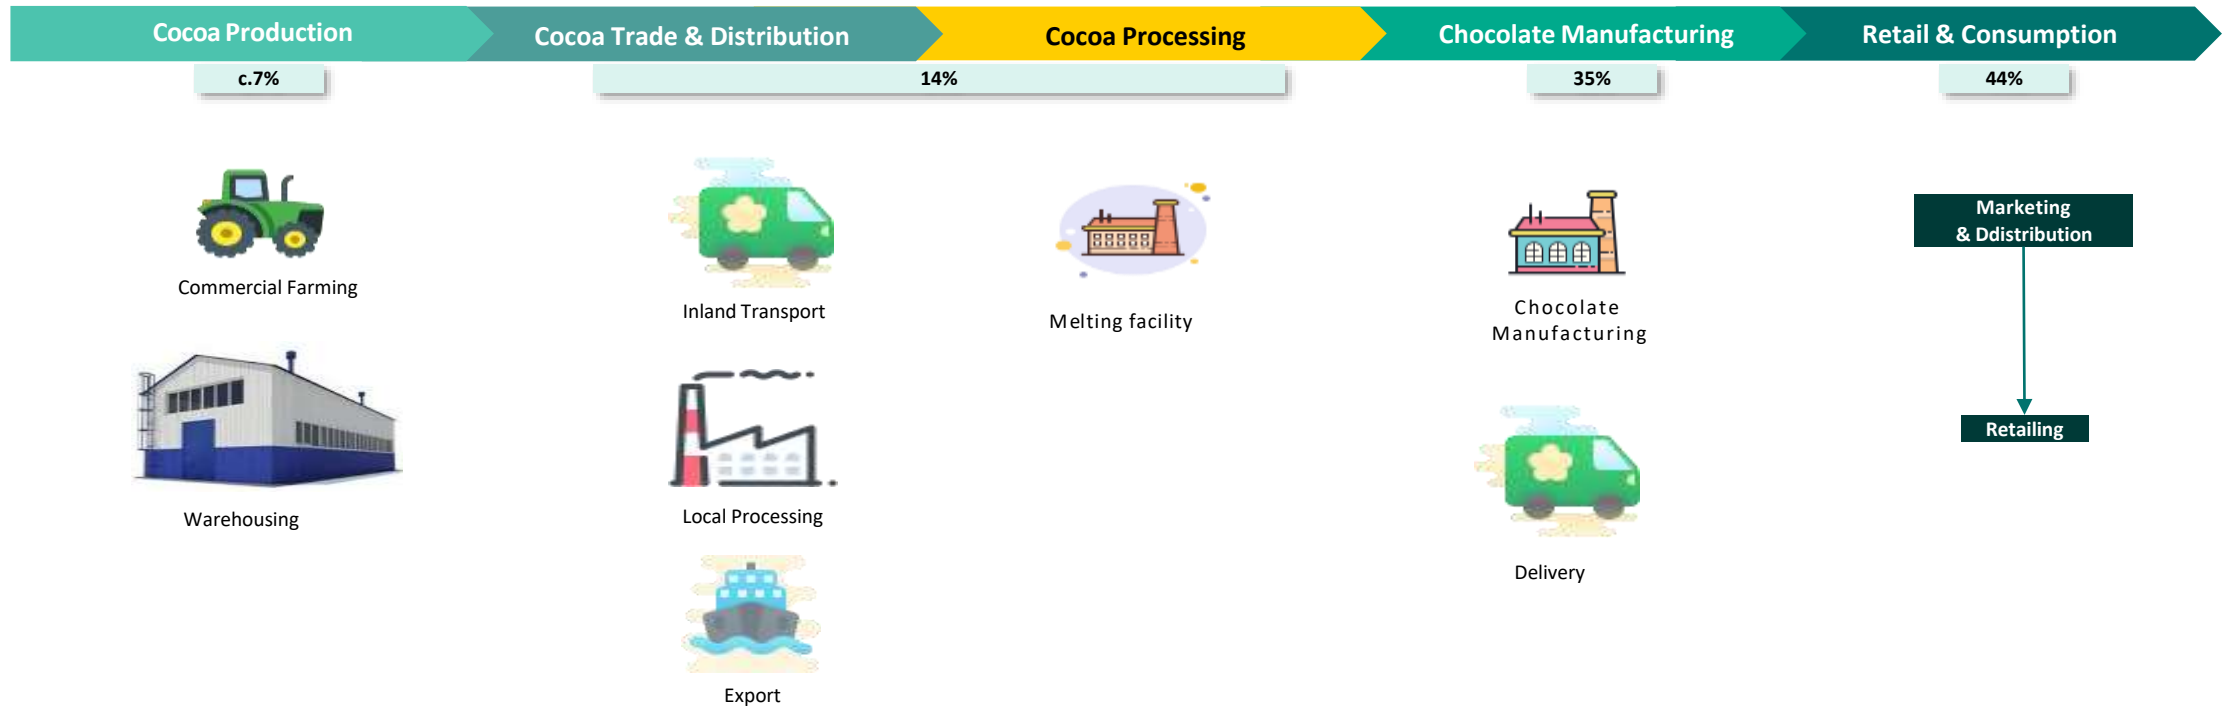 Cocoa Production
Cocoa Trade & Distribution
Cocoa Processing
Chocolate Manufacturing
Retail & Consumption
c.7%
14%
35%
44%
Commercial Farming
Warehousing
Inland Transport
Local Processing
Export
Melting facility
Chocolate
Manufacturing
Delivery
Marketing
& Ddistribution
Retailing